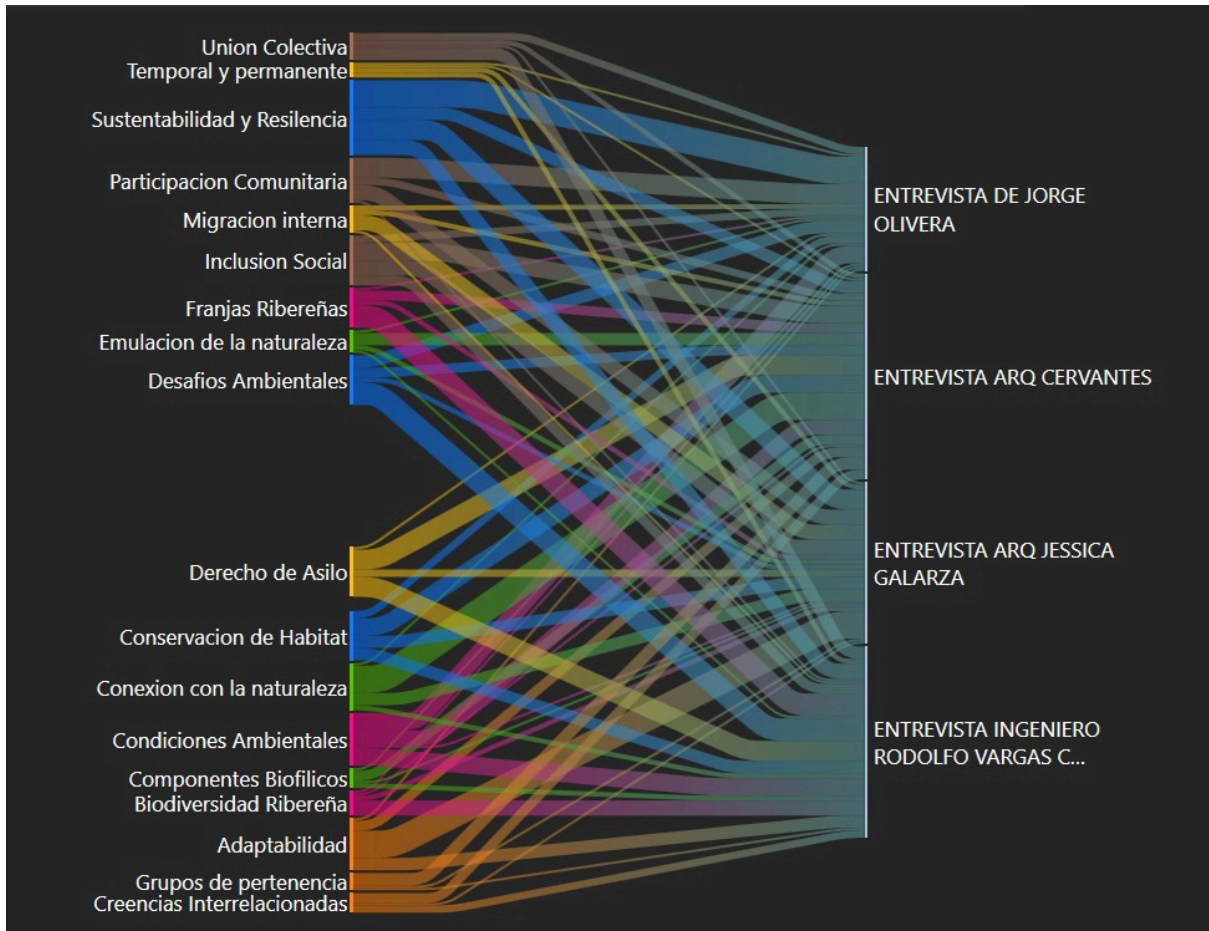 Union Colectiva
Temporal y permanente
Sustentabilidad y Resilencia
Participacion Comunitaria
Migracion interna
Inclusion Social
Franjas Ribereñas
Emulacion de la naturaleza
Desafios Ambientales
Derecho de Asilo
Conservacion de Habitat
Conexion con la naturaleza
Condiciones Ambientales
Componentes Biofilicos
Biodiversidad Ribereña
Adaptabilidad
Grupos de pertenencia
Creencias Interrelacionadas
ENTREVISTA DE JORGE
OLIVERA
ENTREVISTA ARQ CERVANTES
ENTREVISTA ARQ JESSICA
GALARZA
ENTREVISTA INGENIERO
RODOLFO VARGAS C...